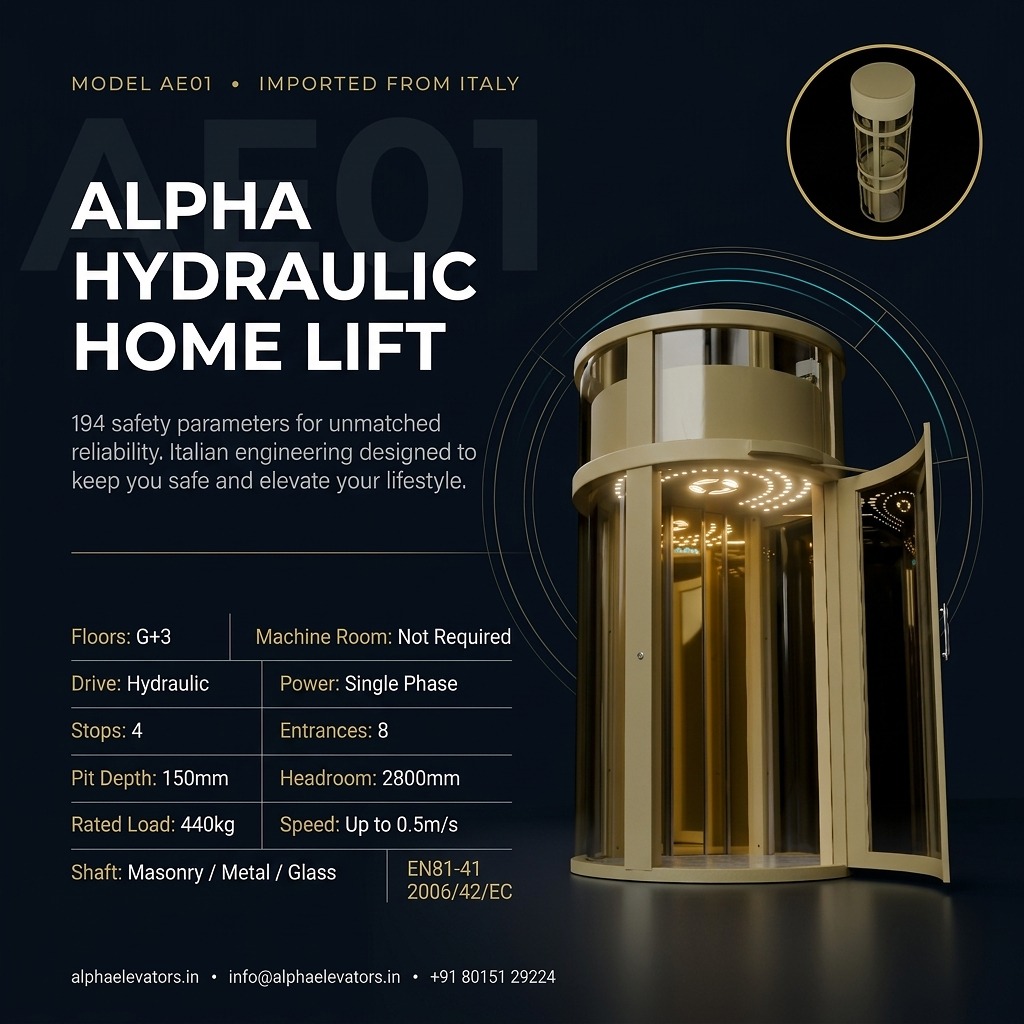 MODEL AE01 • IMPORTED FROM ITALY
AE01
ALPHA
HYDRAULIC
HOME LIFT
194 safety parameters for unmatched
reliability. Italian engineering designed to
keep you safe and elevate your lifestyle.
Floors: G+3 Machine Room: Not Required
Drive: Hydraulic Power: Single Phase
Stops: 4 Entrances: 8
Pit Depth: 150mm Headroom: 2800mm
Rated Load: 440kg Speed: Up to 0.5m/s
Shaft: Masonry / Metal / Glass EN81-41
2006/42/EC
alphaelevators.in • info@alphaelevators.in • +91 80151 29224